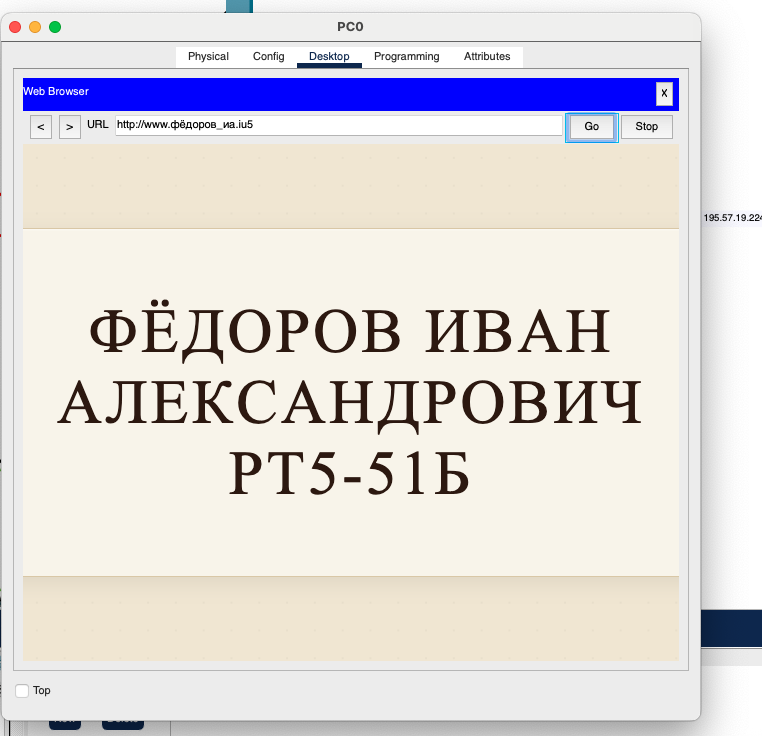 PC0
Physical Config Desktop Programming Attributes
Web Browser
X
< > URL http://www.фёдоров_иа.iu5 Go Stop
195.57.19.224
ФЁДОРОВ ИВАН
АЛЕКСАНДРОВИЧ
РТ5-51Б
Top